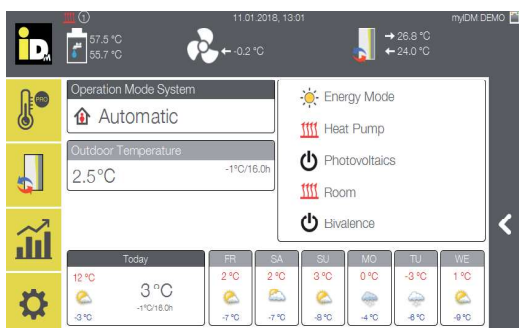 ① 11.01.2018, 13:01 myIDM DEMO
iDM
57.5 °C
55.7 °C
-0.2 °C
26.8 °C
24.0 °C
PRO
Operation Mode System
Automatic
Outdoor Temperature
2.5°C -1°C/16.0h
Energy Mode
Heat Pump
Photovoltaics
Room
Bivalence
Today FR SA SU MO TU WE
12 °C 2 °C 2 °C 3 °C 0 °C -3 °C 1 °C
3 °C
-1°C/16.0h
-3 °C -7 °C -7 °C -8 °C -4 °C -6 °C -9 °C